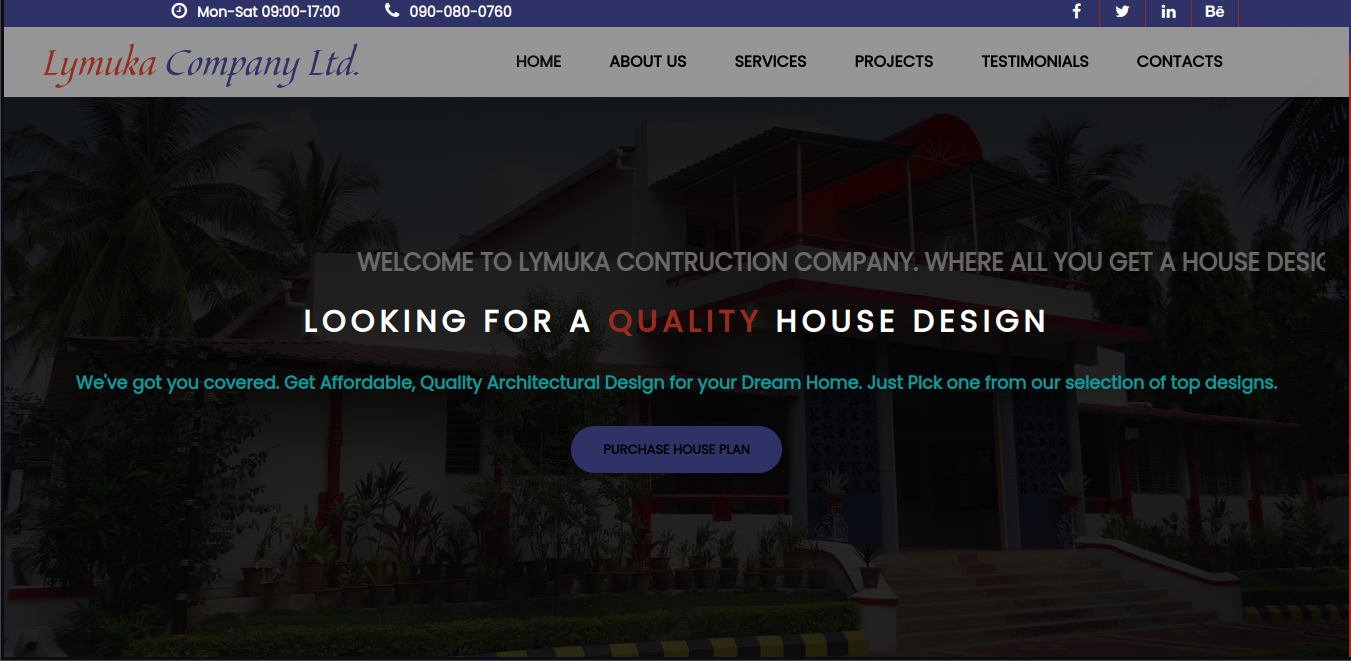 Mon-Sat 09:00-17:00 090-080-0760 Bē
Lymuka Company Ltd. HOME ABOUT US SERVICES PROJECTS TESTIMONIALS CONTACTS
WELCOME TO LYMUKA CONTRUCTION COMPANY. WHERE ALL YOU GET A HOUSE
LOOKING FOR A QUALITY HOUSE DESIGN
We've got you covered. Get Affordable, Quality Architectural Design for your Dream Home. Just Pick one from our selection of top designs.
PURCHASE HOUSE PLAN